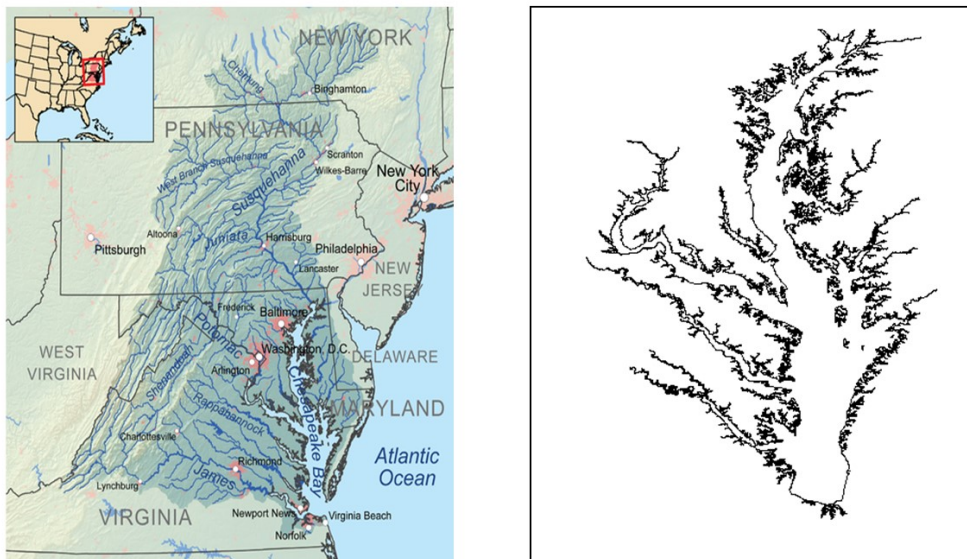 NEW YORK
Chemung
Binghamton
PENNSYLVANIA
Scranton
West Branch Susquehanna
Wilkes-Barre
Susquehanna
New York
City
Altoona
Juniata
Harrisburg
Pittsburgh
Philadelphia
Lancaster
NEW
JERSEY
Frederick
Baltimore
Potomac
WEST
VIRGINIA
Washington, D.C.
DELAWARE
Arlington
Shenandoah
Chesapeake Bay
MARYLAND
Rappahannock
Charlottesville
Atlantic
Ocean
Richmond
James
Lynchburg
VIRGINIA
Newport News
Virginia Beach
Norfolk